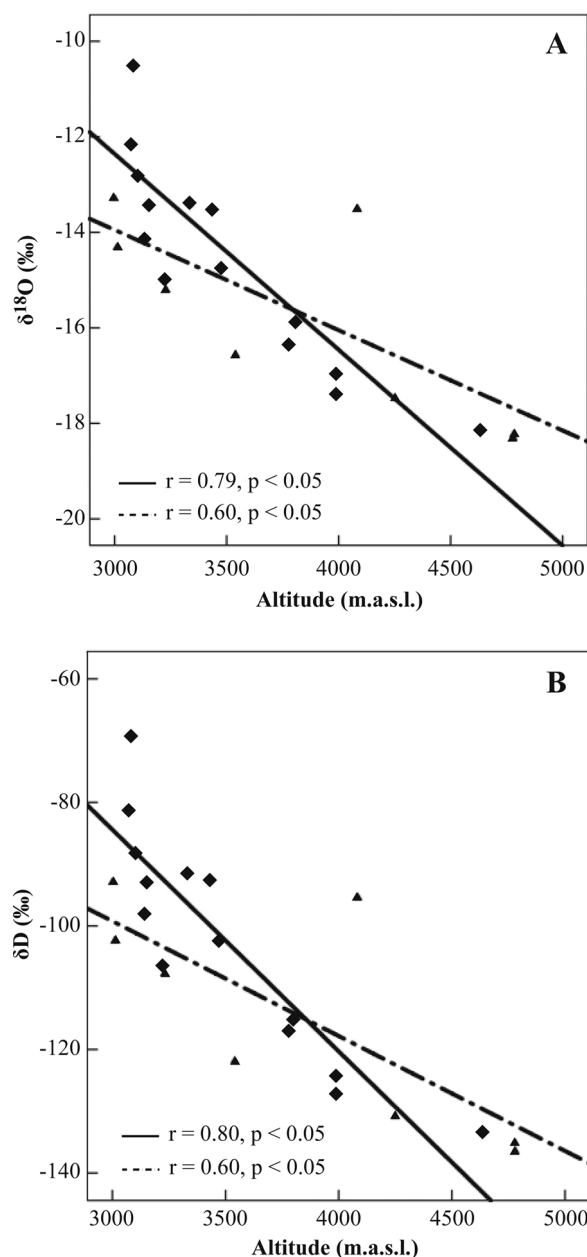 A
-10
-12
-14
-16
-18
-20
δ18O (‰)
r = 0.79, p < 0.05
r = 0.60, p < 0.05
3000 3500 4000 4500 5000
Altitude (m.a.s.l.)
B
-60
-80
-100
-120
-140
δD (‰)
r = 0.80, p < 0.05
r = 0.60, p < 0.05
3000 3500 4000 4500 5000
Altitude (m.a.s.l.)